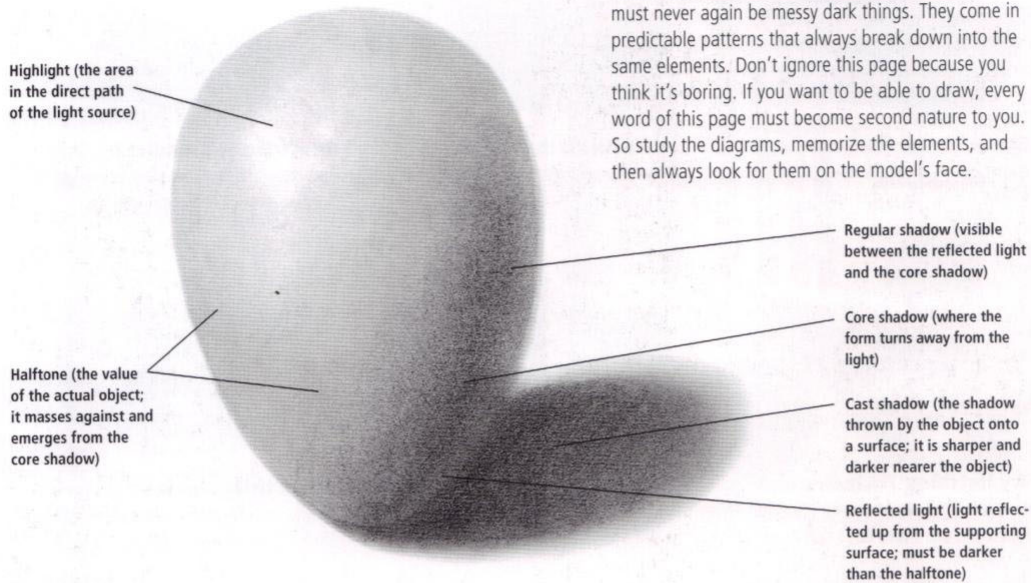 must never again be messy dark things. They come in
predictable patterns that always break down into the
same elements. Don't ignore this page because you
think it's boring. If you want to be able to draw, every
word of this page must become second nature to you.
So study the diagrams, memorize the elements, and
then always look for them on the model's face.
Highlight (the area
in the direct path
of the light source)
Halftone (the value
of the actual object;
it masses against and
emerges from the
core shadow)
Regular shadow (visible
between the reflected light
and the core shadow)
Core shadow (where the
form turns away from the
light)
Cast shadow (the shadow
thrown by the object onto
a surface; it is sharper and
darker nearer the object)
Reflected light (light reflec-
ted up from the supporting
surface; must be darker
than the halftone)